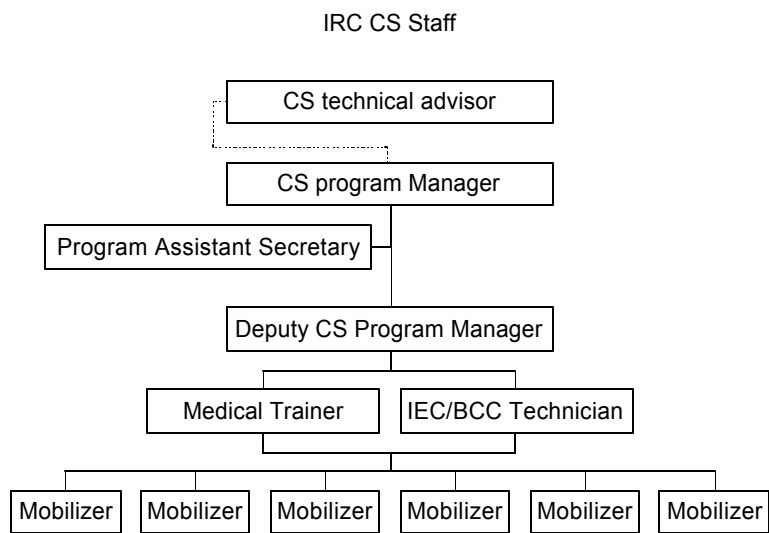 IRC CS Staff
CS technical advisor
CS program Manager
Program Assistant Secretary
Deputy CS Program Manager
Medical Trainer
IEC/BCC Technician
Mobilizer
Mobilizer
Mobilizer
Mobilizer
Mobilizer
Mobilizer